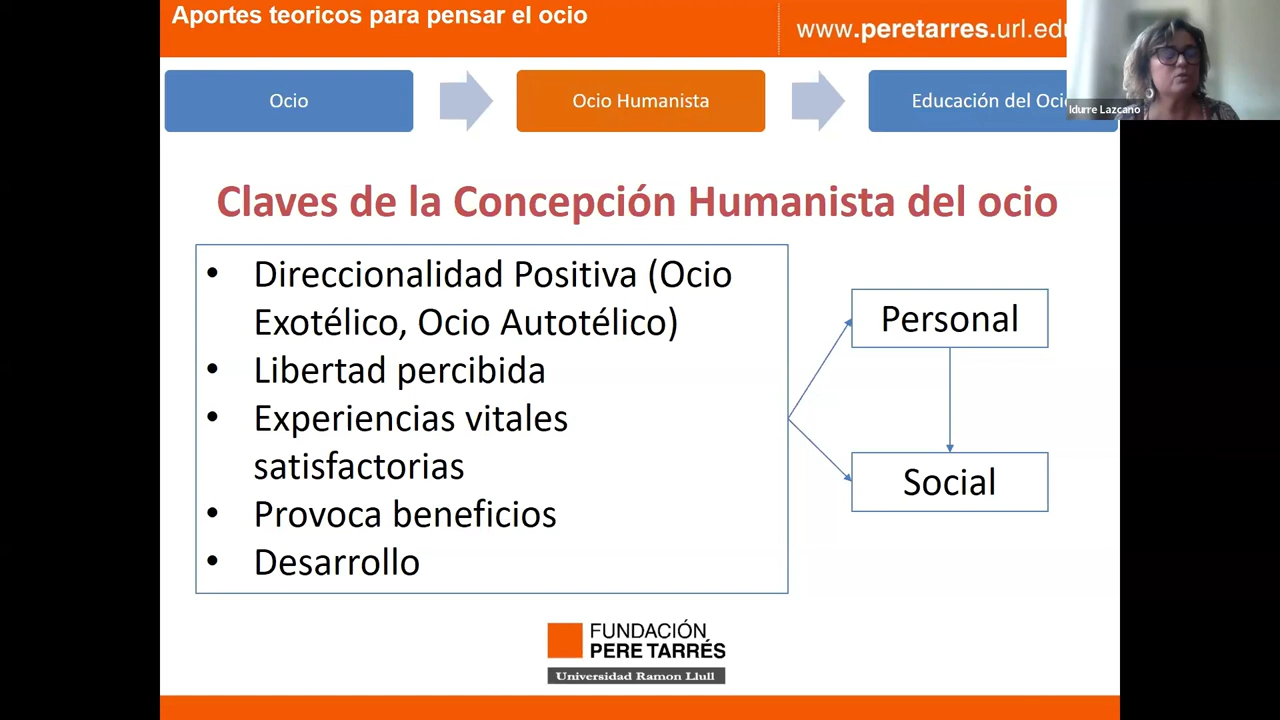 Aportes teoricos para pensar el ocio
www.peretarres.url.edu
Ocio
Ocio Humanista
Educación del Ocio
Idurre Lazcano
Claves de la Concepción Humanista del ocio
• Direccionalidad Positiva (Ocio
Exotélico, Ocio Autotélico)
• Libertad percibida
• Experiencias vitales
satisfactorias
• Provoca beneficios
• Desarrollo
Personal
Social
FUNDACIÓN
PERE TARRÉS
Universidad Ramon Llull